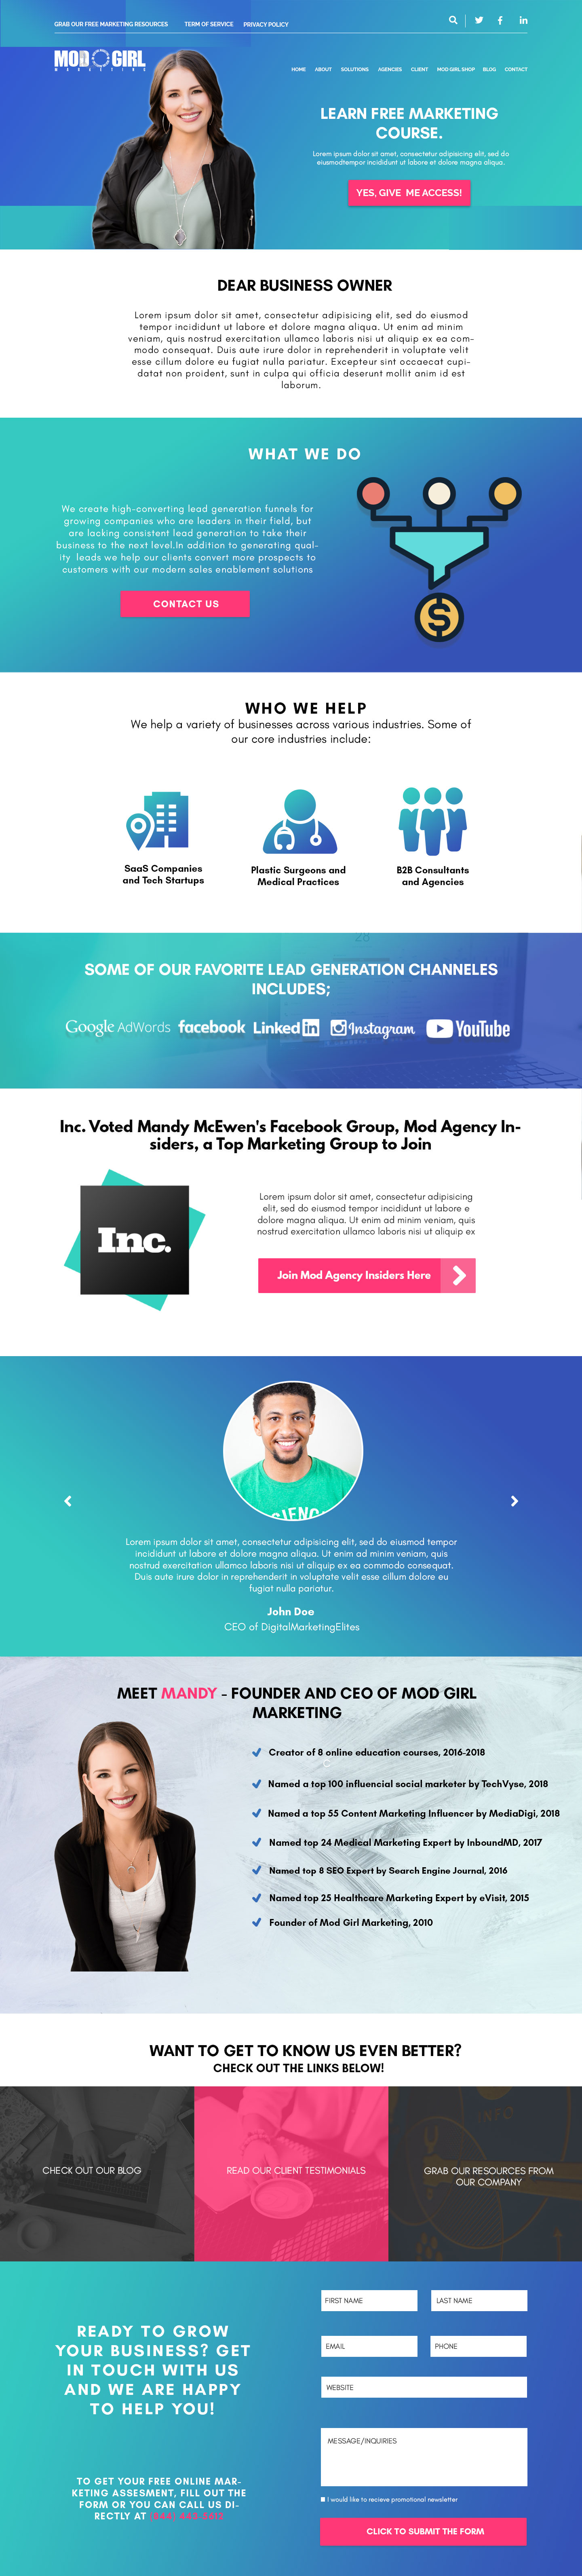 GRAB OUR FREE MARKETING RESOURCES TERM OF SERVICE PRIVACY POLICY
MOD GIRL
MARKETING
HOME ABOUT SOLUTIONS AGENCIES CLIENT MOD GIRL SHOP BLOG CONTACT
LEARN FREE MARKETING
COURSE.
Lorem ipsum dolor sit amet, consectetur adipisicing elit, sed do
eiusmodtempor incididunt ut labore et dolore magna aliqua.
YES, GIVE ME ACCESS!
DEAR BUSINESS OWNER
Lorem ipsum dolor sit amet, consectetur adipisicing elit, sed do eiusmod
tempor incididunt ut labore et dolore magna aliqua. Ut enim ad minim
veniam, quis nostrud exercitation ullamco laboris nisi ut aliquip ex ea com-
modo consequat. Duis aute irure dolor in reprehenderit in voluptate velit
esse cillum dolore eu fugiat nulla pariatur. Excepteur sint occaecat cupi-
datat non proident, sunt in culpa qui officia deserunt mollit anim id est
laborum.
WHAT WE DO
We create high-converting lead generation funnels for
growing companies who are leaders in their field, but
are lacking consistent lead generation to take their
business to the next level.In addition to generating qual-
ity leads we help our clients convert more prospects to
customers with our modern sales enablement solutions
CONTACT US
$
WHO WE HELP
We help a variety of businesses across various industries. Some of
our core industries include:
SaaS Companies
and Tech Startups
Plastic Surgeons and
Medical Practices
B2B Consultants
and Agencies
28
SOME OF OUR FAVORITE LEAD GENERATION CHANNELES
INCLUDES;
Google AdWords facebook Linked in Instagram YouTube
Inc. Voted Mandy McEwen's Facebook Group, Mod Agency In-
siders, a Top Marketing Group to Join
Inc.
Lorem ipsum dolor sit amet, consectetur adipisicing
elit, sed do eiusmod tempor incididunt ut labore e
dolore magna aliqua. Ut enim ad minim veniam, quis
nostrud exercitation ullamco laboris nisi ut aliquip ex
Join Mod Agency Insiders Here
Lorem ipsum dolor sit amet, consectetur adipisicing elit, sed do eiusmod tempor
incididunt ut labore et dolore magna aliqua. Ut enim ad minim veniam, quis
nostrud exercitation ullamco laboris nisi ut aliquip ex ea commodo consequat.
Duis aute irure dolor in reprehenderit in voluptate velit esse cillum dolore eu
fugiat nulla pariatur.
John Doe
CEO of DigitalMarketingElites
MEET MANDY - FOUNDER AND CEO OF MOD GIRL
MARKETING
Creator of 8 online education courses, 2016-2018
Named a top 100 influencial social marketer by TechVyse, 2018
Named a top 55 Content Marketing Influencer by MediaDigi, 2018
Named top 24 Medical Marketing Expert by InboundMD, 2017
Named top 8 SEO Expert by Search Engine Journal, 2016
Named top 25 Healthcare Marketing Expert by eVisit, 2015
Founder of Mod Girl Marketing, 2010
WANT TO GET TO KNOW US EVEN BETTER?
CHECK OUT THE LINKS BELOW!
INFO
CHECK OUT OUR BLOG
READ OUR CLIENT TESTIMONIALS
GRAB OUR RESOURCES FROM
OUR COMPANY
READY TO GROW
YOUR BUSINESS? GET
IN TOUCH WITH US
AND WE ARE HAPPY
TO HELP YOU!
TO GET YOUR FREE ONLINE MAR-
KETING ASSESMENT, FILL OUT THE
FORM OR YOU CAN CALL US DI-
RECTLY AT
FIRST NAME LAST NAME
EMAIL PHONE
WEBSITE
MESSAGE/INQUIRIES
I would like to recieve promotional newsletter
CLICK TO SUBMIT THE FORM